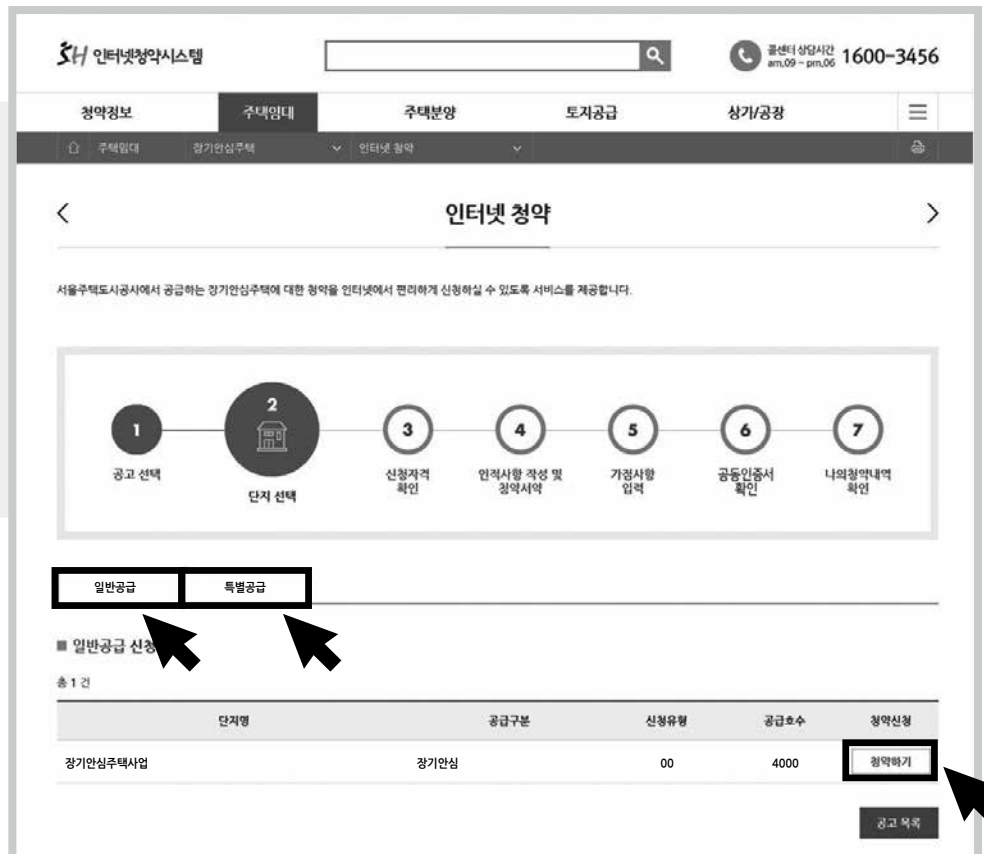 SH 인터넷청약시스템
콜센터 상담시간
am.09 ~ pm.06
1600-3456
청약정보 주택임대 주택분양 토지공급 상가/공장
주택임대 장기안심주택 인터넷 청약
인터넷 청약
서울주택도시공사에서 공급하는 장기안심주택에 대한 청약을 인터넷에서 편리하게 신청하실 수 있도록 서비스를 제공합니다.
1 2 3 4 5 6 7
공고 선택
단지 선택
신청자격
확인
인적사항 작성 및
청약서약
가점사항
입력
공동인증서
확인
나의청약내역
확인
일반공급 특별공급
■ 일반공급 신청
총 1 건
단지명 공급구분 신청유형 공급호수 청약신청
장기안심주택사업 장기안심 00 4000 청약하기
공고 목록